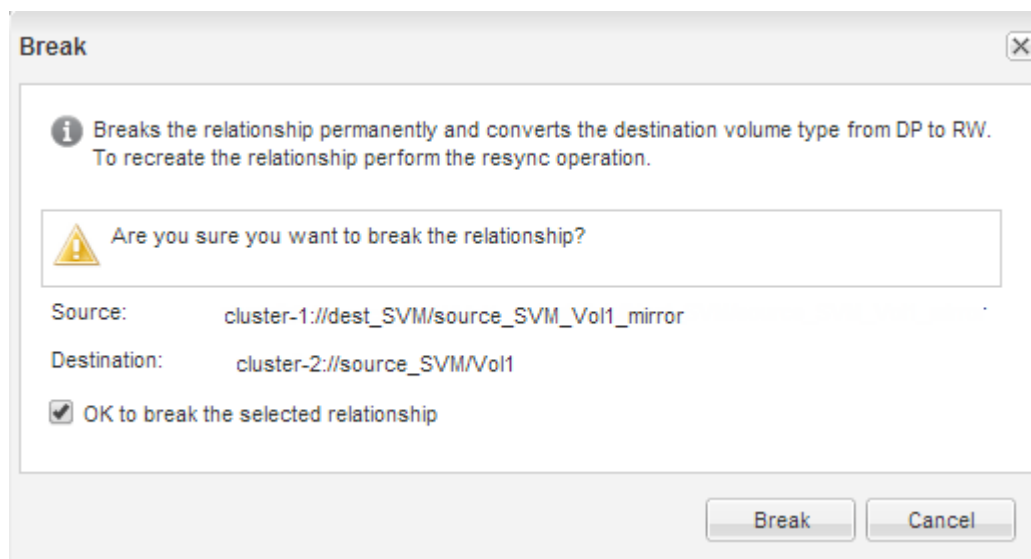 Break
Breaks the relationship permanently and converts the destination volume type from DP to RW.
To recreate the relationship perform the resync operation.
Are you sure you want to break the relationship?
Source: cluster-1://dest_SVM/source_SVM_Vol1_mirror
Destination: cluster-2://source_SVM/Vol1
OK to break the selected relationship
Break Cancel